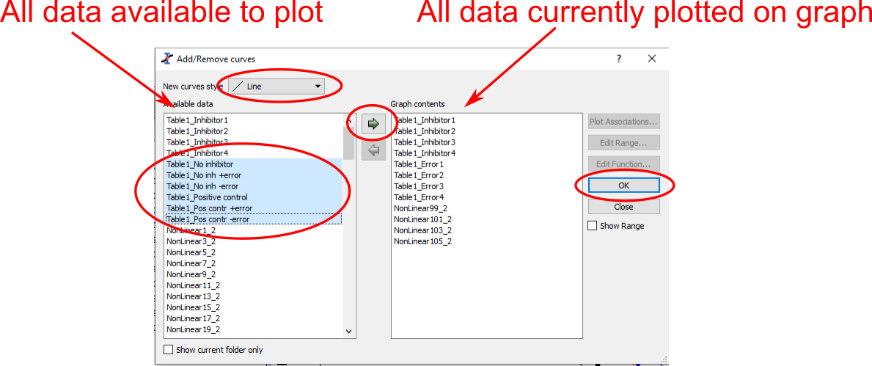 All data available to plot
All data currently plotted on graph
Add/Remove curves
?
New curves style
Line
Available data
Graph contents
Table1_Inhibitor1
Table1_Inhibitor2
Table1_Inhibitor3
Table1_Inhibitor4
Table1_No inhibitor
Table1_No inh +error
Table1_No inh -error
Table1_Positive control
Table1_Pos contr +error
Table1_Pos contr -error
NonLinear1_2
NonLinear3_2
NonLinear5_2
NonLinear7_2
NonLinear9_2
NonLinear11_2
NonLinear13_2
NonLinear15_2
NonLinear17_2
NonLinear19_2
Table1_Inhibitor1
Table1_Inhibitor2
Table1_Inhibitor3
Table1_Inhibitor4
Table1_Error1
Table1_Error2
Table1_Error3
Table1_Error4
NonLinear99_2
NonLinear101_2
NonLinear103_2
NonLinear105_2
Plot Associations...
Edit Range...
Edit Function...
OK
Close
Show Range
Show current folder only